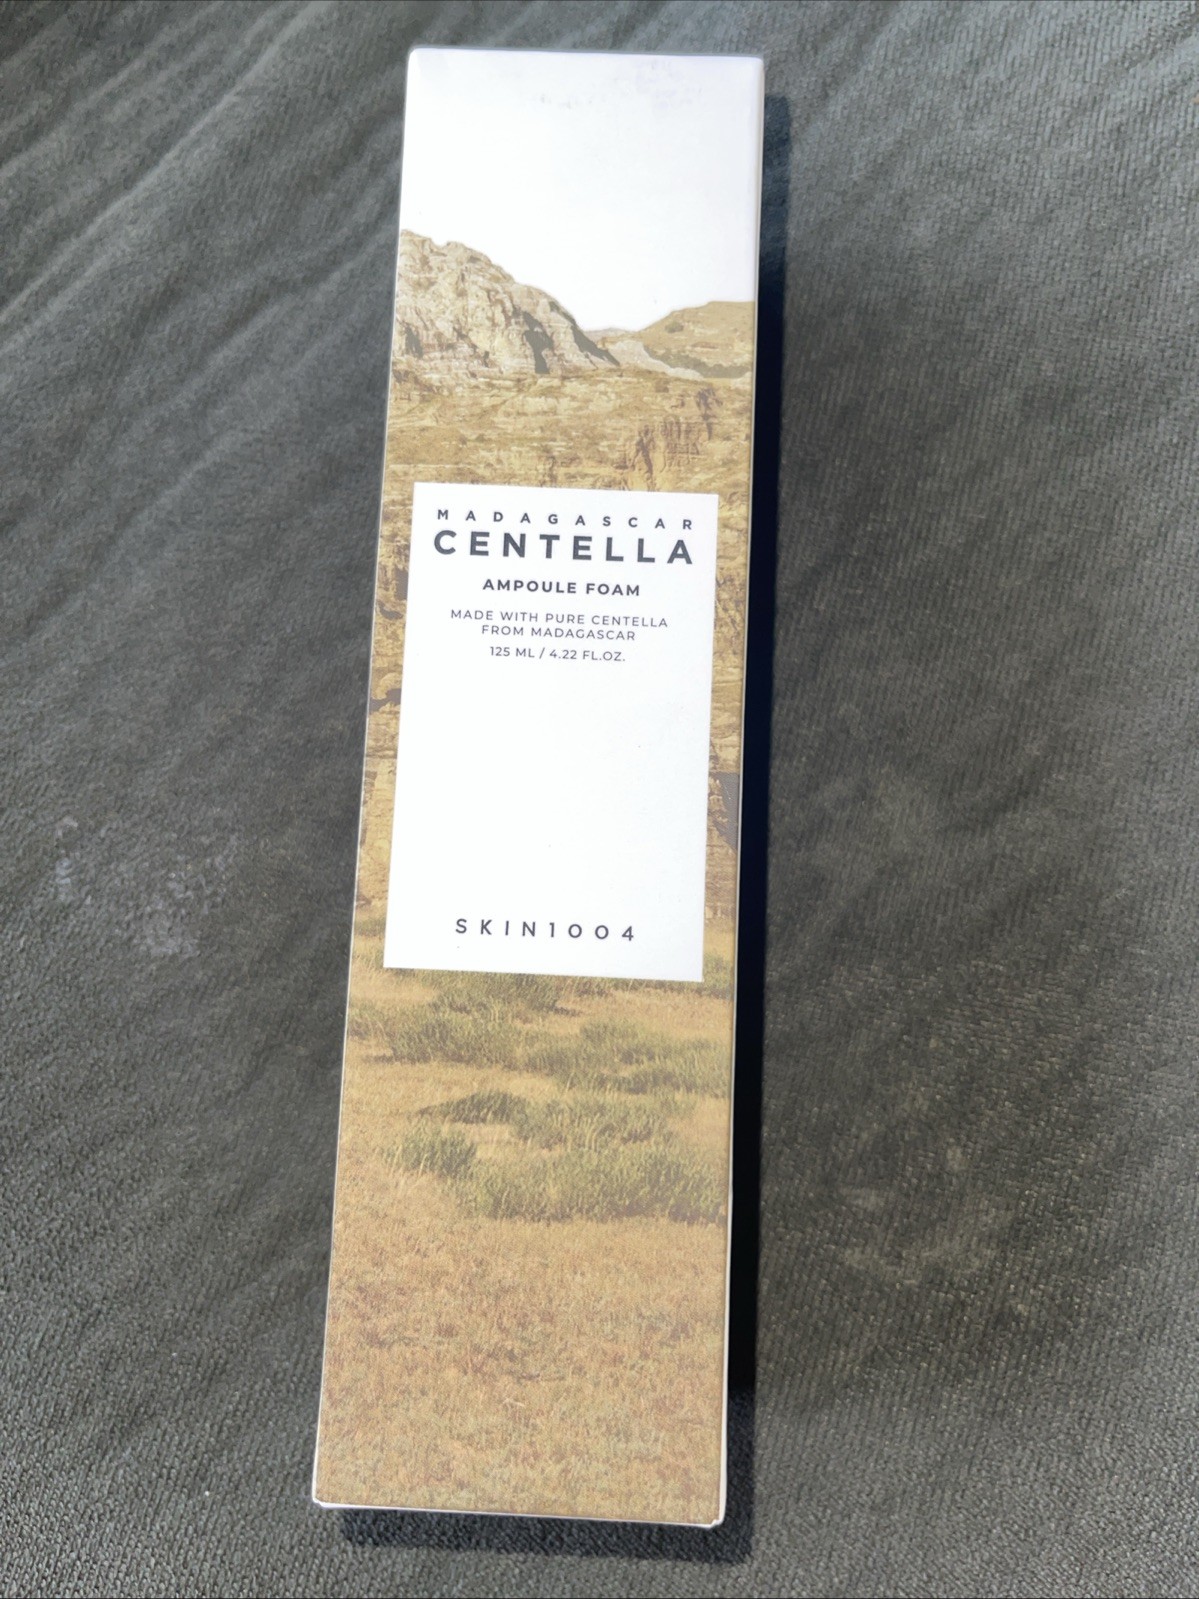 MADAGASCAR
CENTELLA
AMPOULE FOAM
MADE WITH PURE CENTELLA
FROM MADAGASCAR
125 ML / 4.22 FL.OZ.
SKIN1004